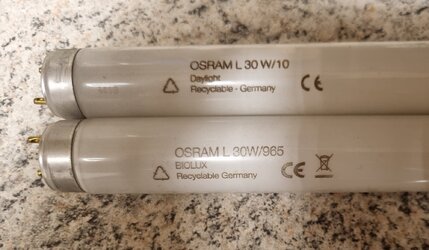 OSRAM L 30 W/10
Daylight
Recyclable - Germany
CE
OSRAM L 30W/965
BIOLUX
Recyclable Germany
CE